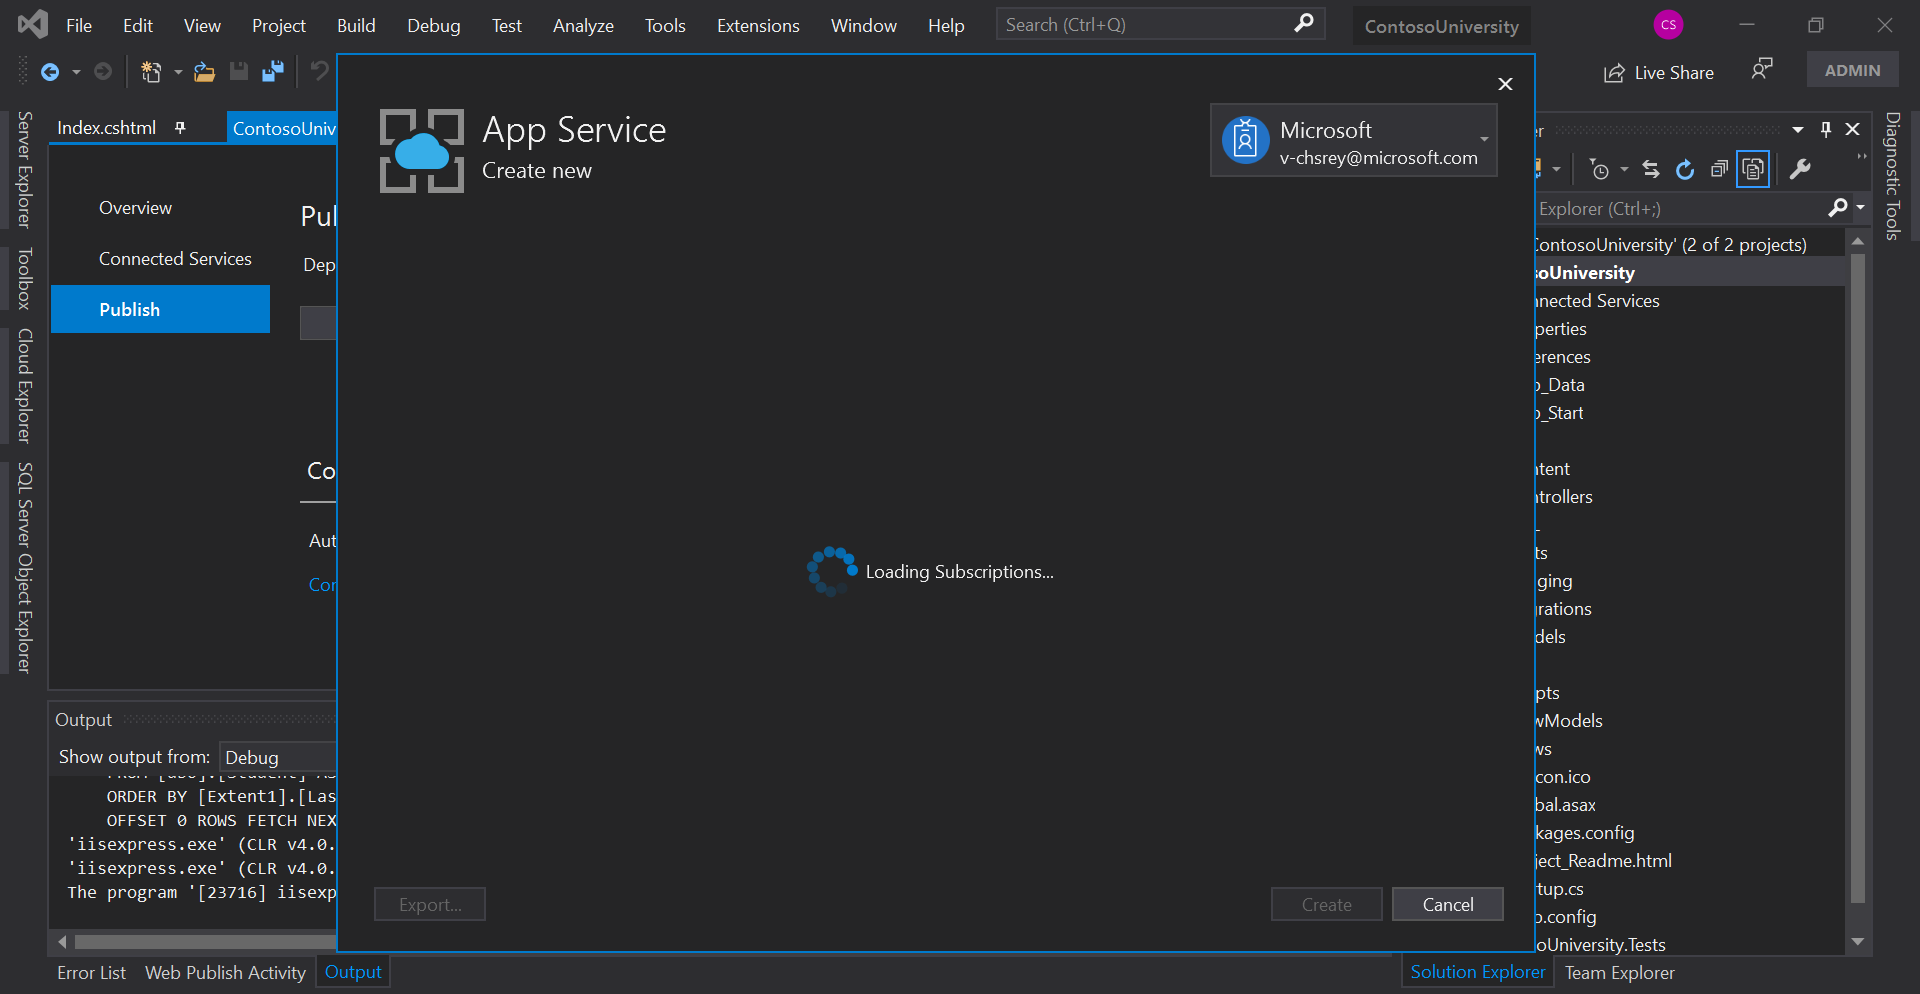 File Edit View Project Build Debug Test Analyze Tools Extensions Window Help Search (Ctrl+Q) ContosoUniversity CS
Live Share ADMIN
Server Explorer
Toolbox
Cloud Explorer
SQL Server Object Explorer
Index.cshtml ContosoUniv
Overview
Connected Services
Publish
Pul
Dep
Co
Aut
Con
App Service
Create new
Microsoft
v-chsrey@microsoft.com
Loading Subscriptions...
Export...
Create
Cancel
Output
Show output from: Debug
ORDER BY [Extent1].[Las
OFFSET 0 ROWS FETCH NEX
'iisexpress.exe' (CLR v4.0.
'iisexpress.exe' (CLR v4.0.
The program '[23716] iisexp
Error List Web Publish Activity Output
er
Explorer (Ctrl+;)
ContosoUniversity' (2 of 2 projects)
soUniversity
nnected Services
perties
erences
p_Data
p_Start
ntent
ntrollers
ts
ging
rations
dels
pts
wModels
ws
con.ico
bal.asax
kages.config
ject_Readme.html
rtup.cs
b.config
oUniversity.Tests
Solution Explorer Team Explorer
Diagnostic Tools